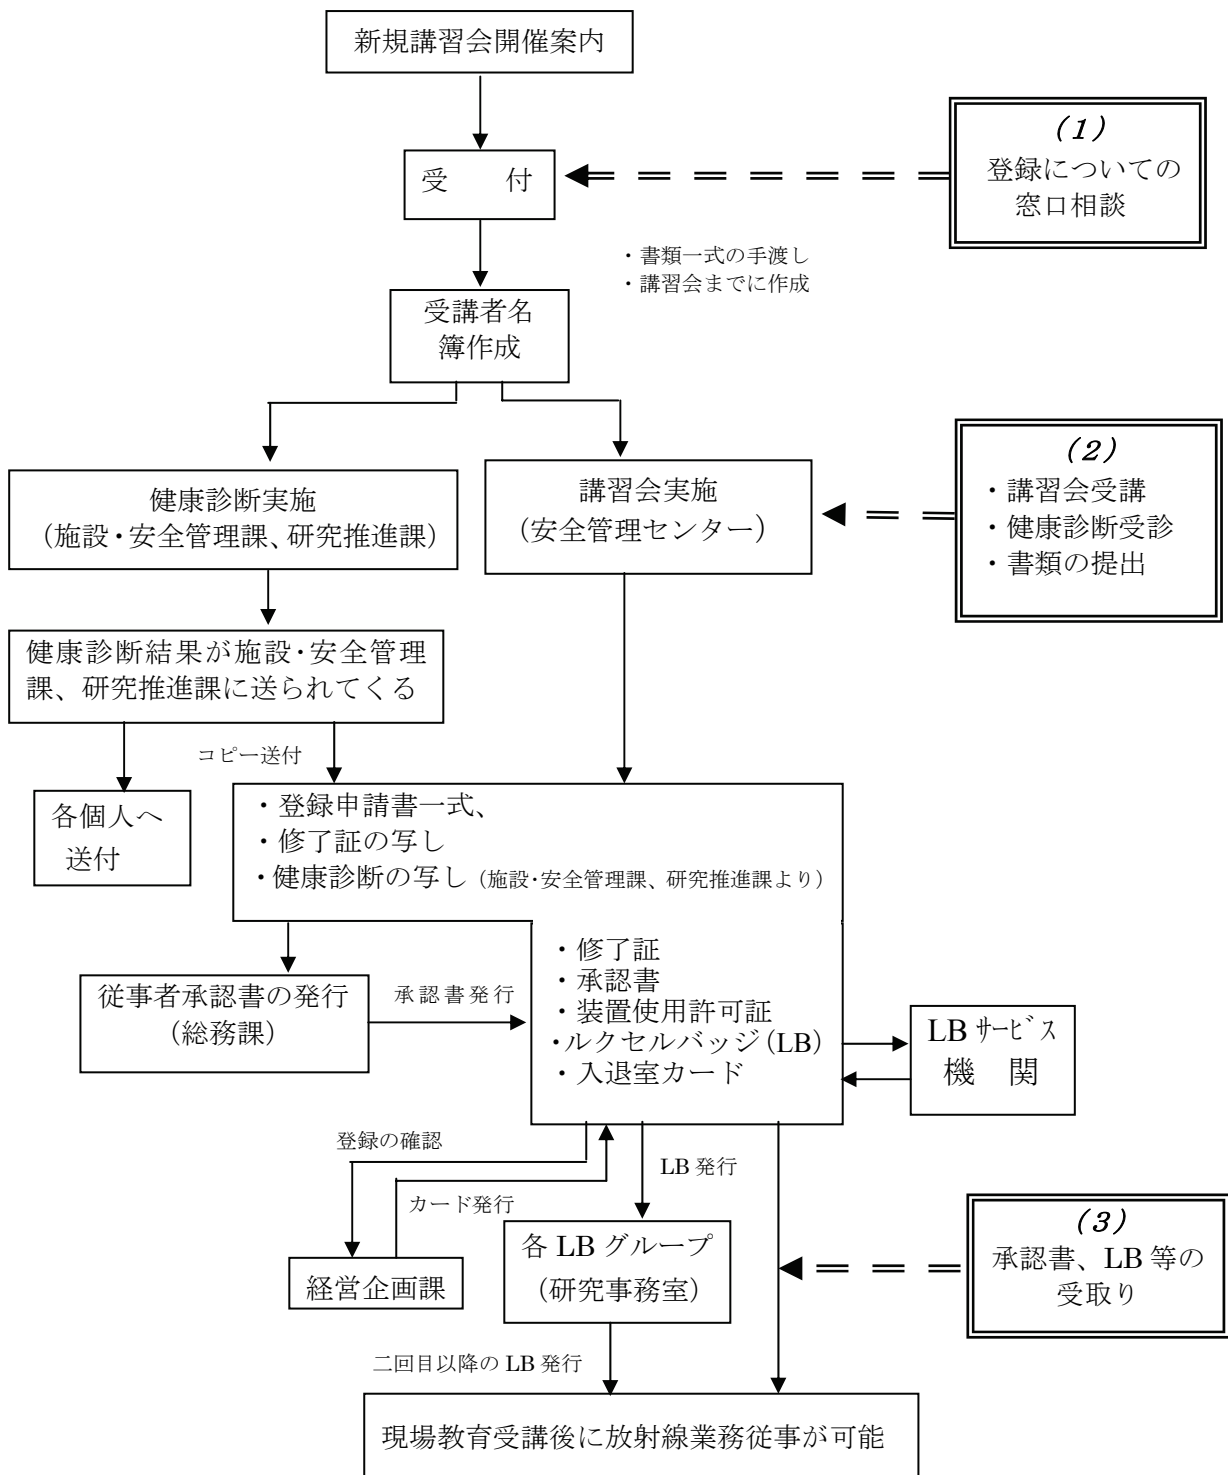 新規講習会開催案内
(1)
登録についての
窓口相談
受　付
・書類一式の手渡し
・講習会までに作成
受講者名
簿作成
(2)
・講習会受講
・健康診断受診
・書類の提出
健康診断実施
(施設・安全管理課、研究推進課)
講習会実施
(安全管理センター)
健康診断結果が施設・安全管理
課、研究推進課に送られてくる
コピー送付
各個人へ
送付
・登録申請書一式、
・修了証の写し
・健康診断の写し(施設・安全管理課、研究推進課より)
・修了証
・承認書
・装置使用許可証
・ルクセルバッジ(LB)
・入退室カード
従事者承認書の発行
(総務課)
承認書発行
LB ｻｰﾋﾞｽ
機　関
登録の確認
カード発行
LB 発行
経営企画課
各 LB グループ
(研究事務室)
(3)
承認書、LB 等の
受取り
二回目以降の LB 発行
現場教育受講後に放射線業務従事が可能